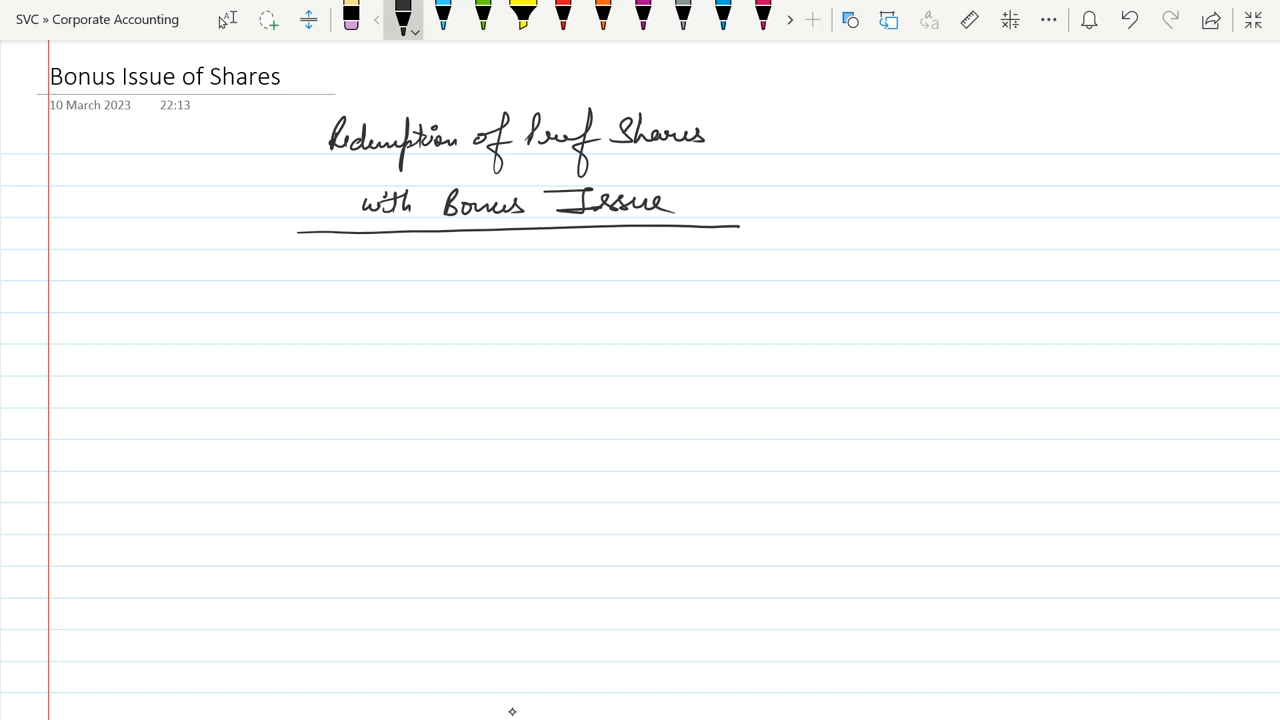 SVC » Corporate Accounting
Bonus Issue of Shares
10 March 2023 22:13
Redemption of Pref Shares
with Bonus Issue